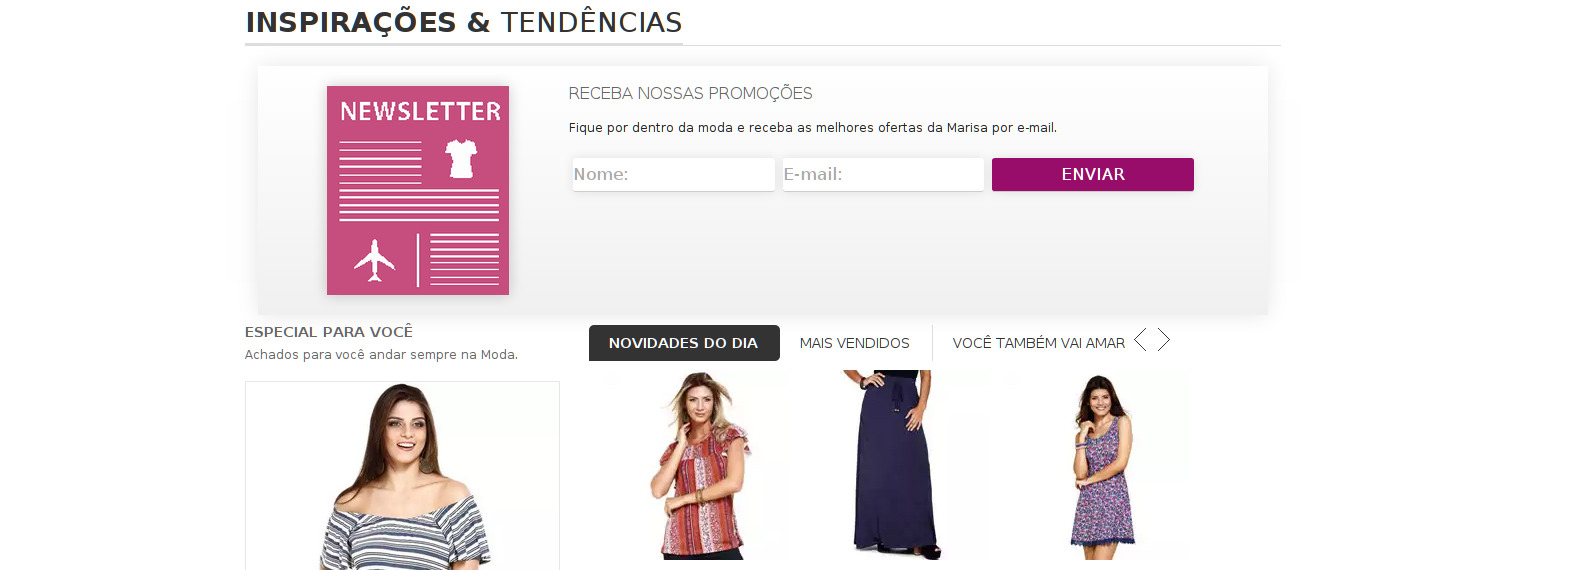 INSPIRAÇÕES & TENDÊNCIAS
NEWSLETTER
RECEBA NOSSAS PROMOÇÕES
Fique por dentro da moda e receba as melhores ofertas da Marisa por e-mail.
Nome: E-mail: ENVIAR
ESPECIAL PARA VOCÊ
Achados para você andar sempre na Moda.
NOVIDADES DO DIA MAIS VENDIDOS VOCÊ TAMBÉM VAI AMAR